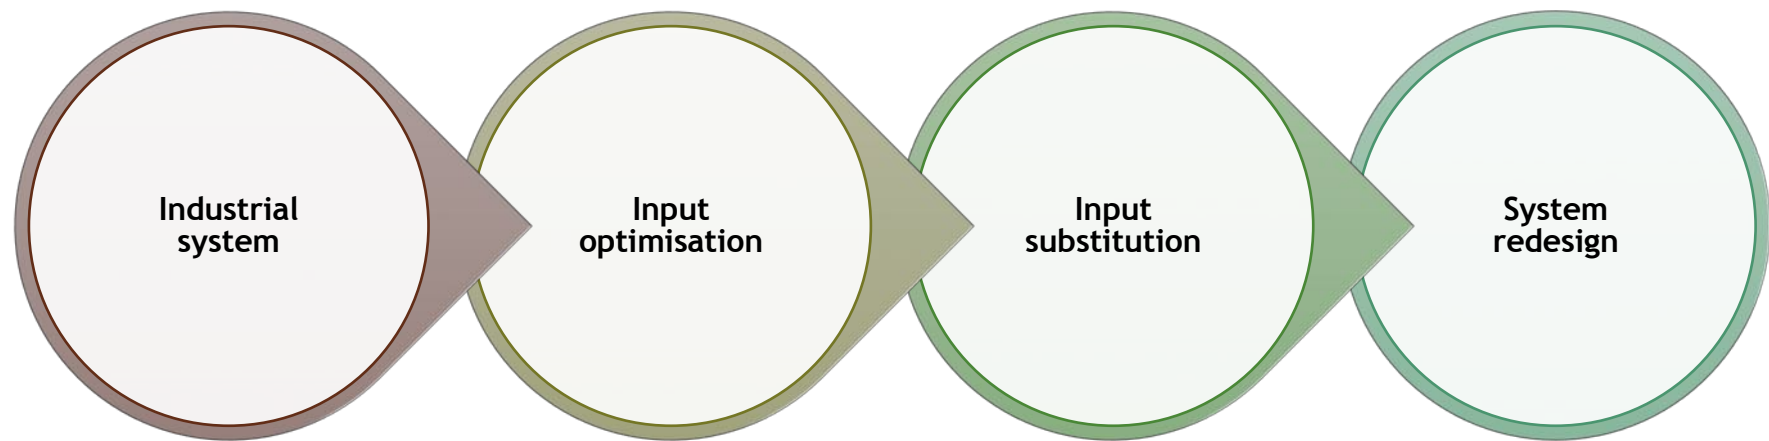 Industrial
system
Input
optimisation
Input
substitution
System
redesign